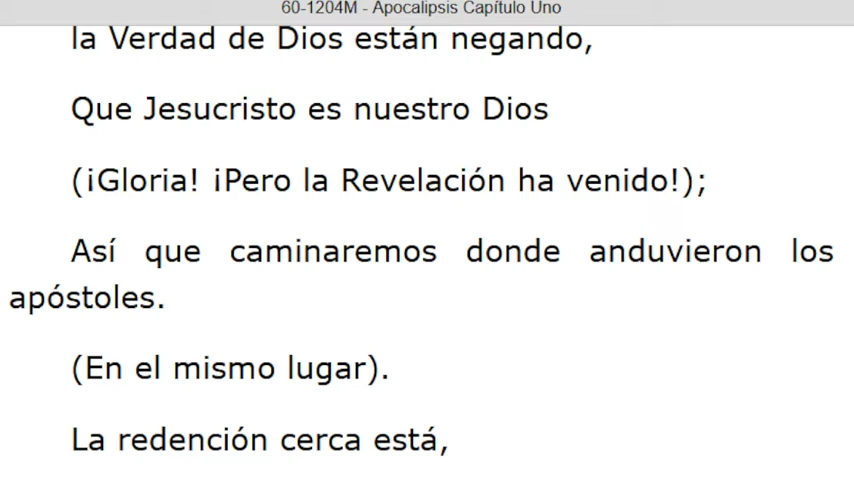 60-1204M - Apocalipsis Capítulo Uno
la Verdad de Dios están negando,
Que Jesucristo es nuestro Dios
(¡Gloria! ¡Pero la Revelación ha venido!);
Así que caminaremos donde anduvieron los
apóstoles.
(En el mismo lugar).
La redención cerca está,